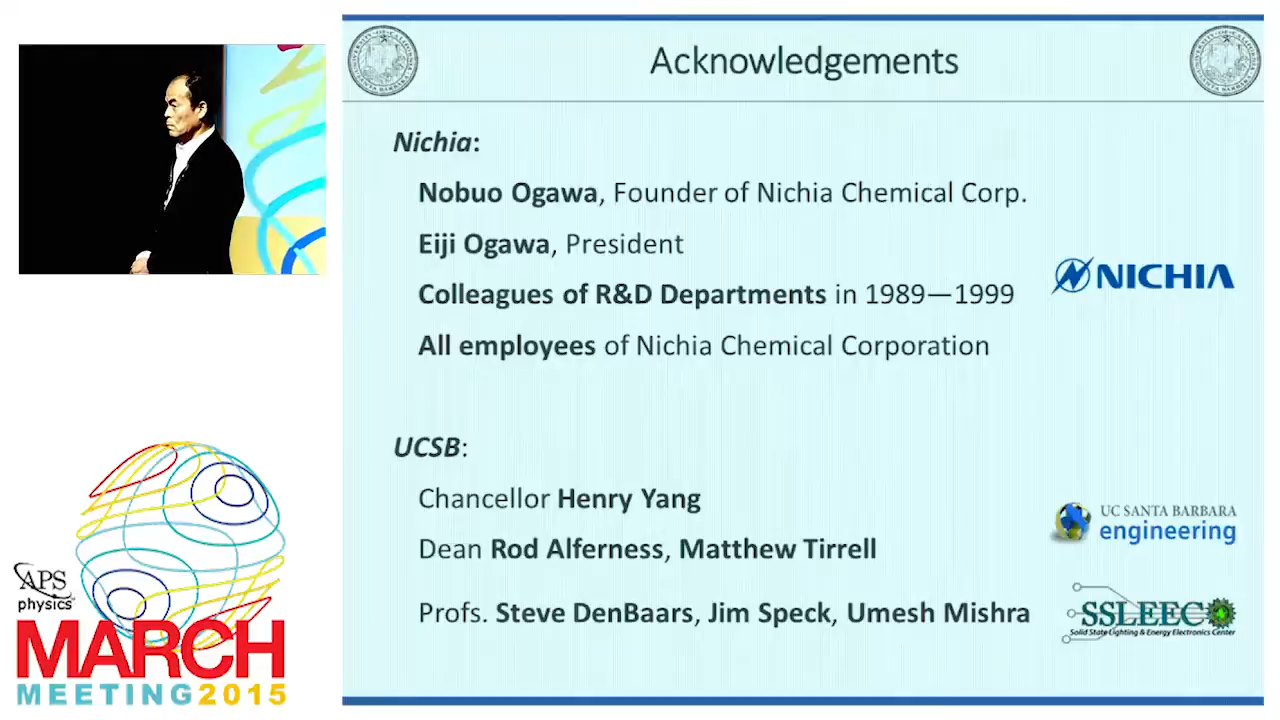 Acknowledgements
Nichia:
Nobuo Ogawa, Founder of Nichia Chemical Corp.
Eiji Ogawa, President
Colleagues of R&D Departments in 1989—1999
All employees of Nichia Chemical Corporation
NICHIA
UCSB:
Chancellor Henry Yang
Dean Rod Alferness, Matthew Tirrell
Profs. Steve DenBaars, Jim Speck, Umesh Mishra
UC SANTA BARBARA
engineering
SSLEEC
Solid State Lighting & Energy Electronics Center
APS
physics
MARCH
MEETING 2015